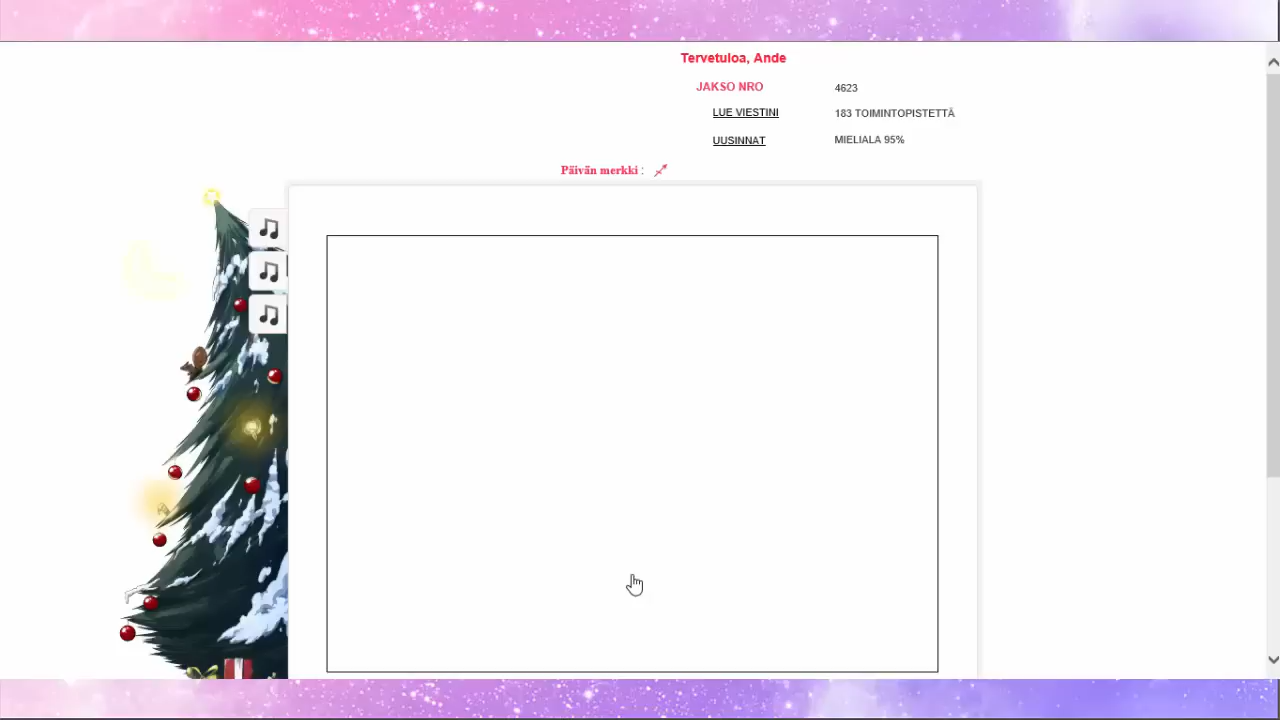 Tervetuloa, Ande
JAKSO NRO 4623
LUE VIESTINI 183 TOIMINTOPISTETTÄ
UUSINNAT MIELIALA 95%
Päivän merkki :